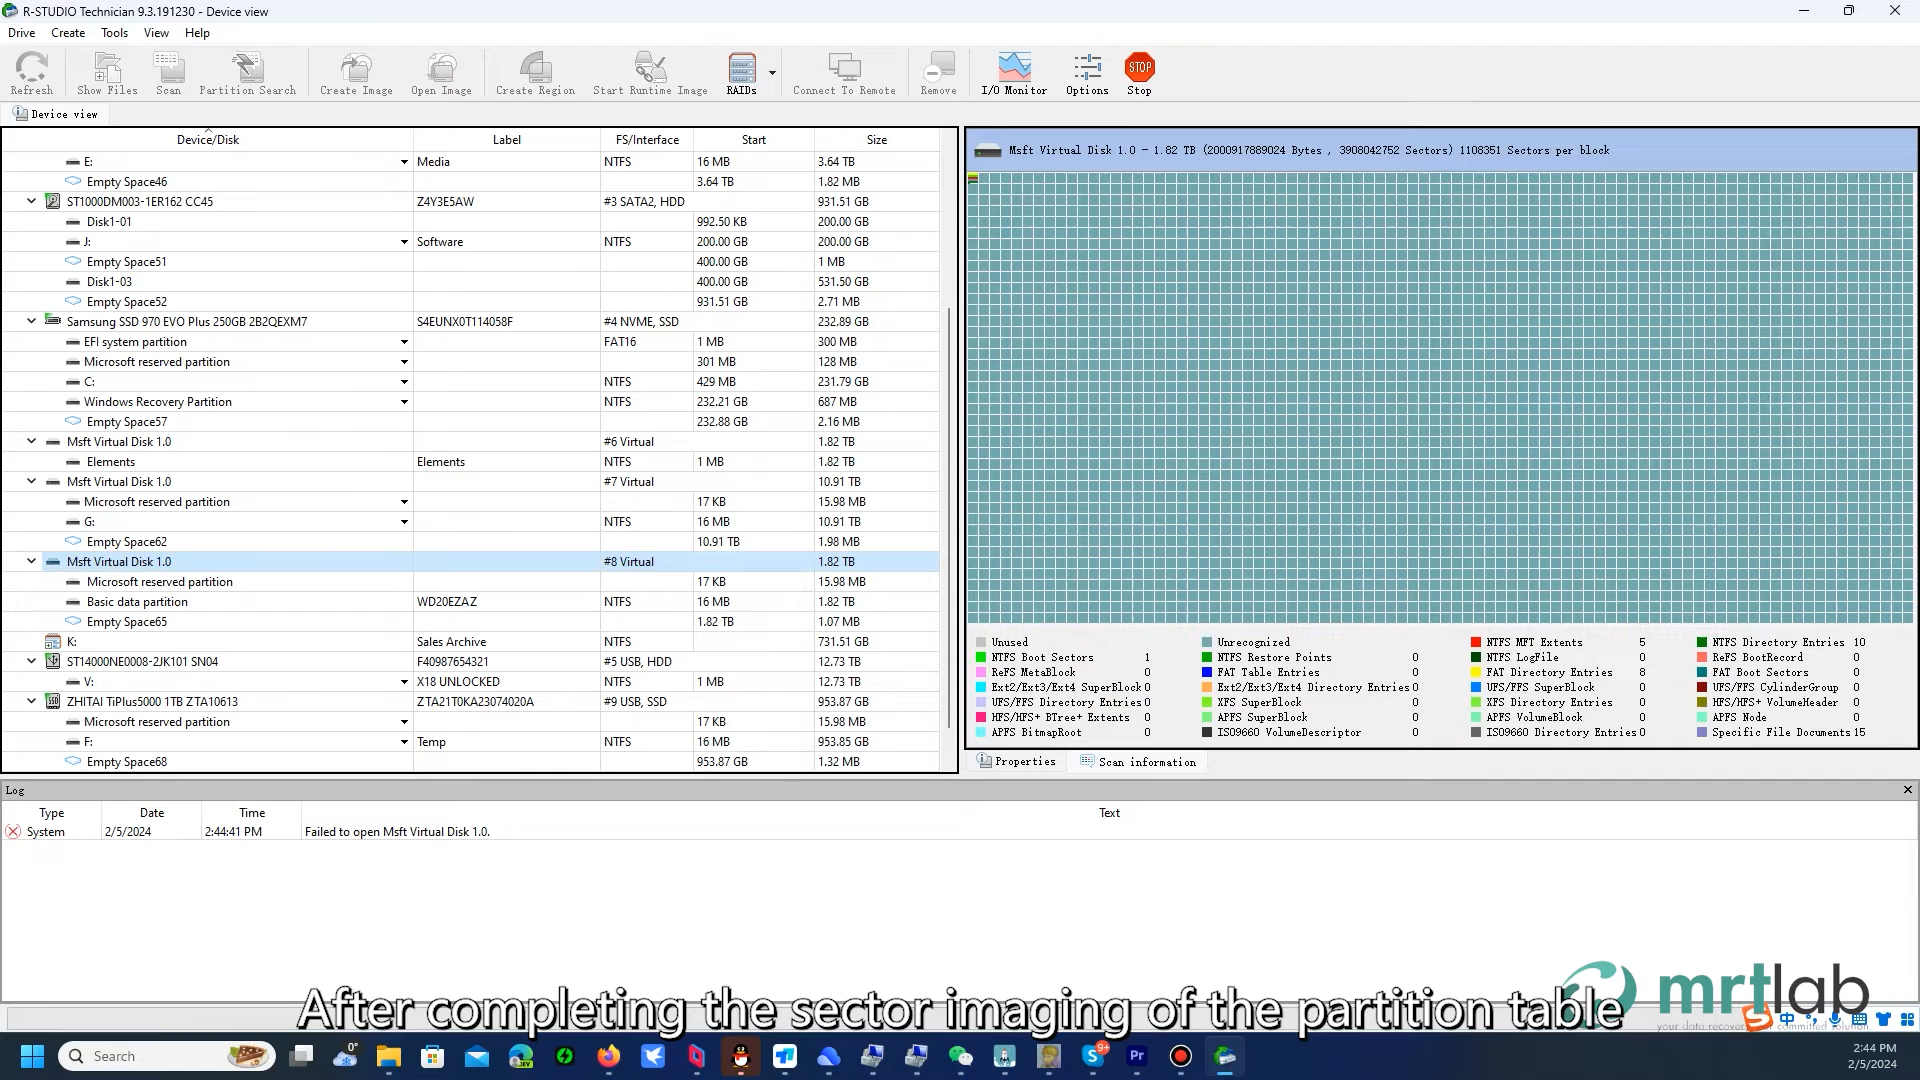 R-STUDIO Technician 9.3.191230 - Device view
Drive Create Tools View Help
Refresh Show Files Scan Partition Search Create Image Open Image Create Region Start Runtime Image RAIDs Connect To Remote Remove I/O Monitor Options Stop
STOP
Device view
Device/Disk Label FS/Interface Start Size
E: Media NTFS 16 MB 3.64 TB
Empty Space46 3.64 TB 1.82 MB
ST1000DM003-1ER162 CC45 Z4Y3E5AW #3 SATA2, HDD 931.51 GB
Disk1-01 992.50 KB 200.00 GB
J: Software NTFS 200.00 GB 200.00 GB
Empty Space51 400.00 GB 1 MB
Disk1-03 400.00 GB 531.50 GB
Empty Space52 931.51 GB 2.71 MB
Samsung SSD 970 EVO Plus 250GB 2B2QEXM7 S4EUNX0T114058F #4 NVME, SSD 232.89 GB
EFI system partition FAT16 1 MB 300 MB
Microsoft reserved partition 301 MB 128 MB
C: NTFS 429 MB 231.79 GB
Windows Recovery Partition NTFS 232.21 GB 687 MB
Empty Space57 232.88 GB 2.16 MB
Msft Virtual Disk 1.0 #6 Virtual 1.82 TB
Elements Elements NTFS 1 MB 1.82 TB
Msft Virtual Disk 1.0 #7 Virtual 10.91 TB
Microsoft reserved partition 17 KB 15.98 MB
G: NTFS 16 MB 10.91 TB
Empty Space62 10.91 TB 1.98 MB
Msft Virtual Disk 1.0 #8 Virtual 1.82 TB
Microsoft reserved partition 17 KB 15.98 MB
Basic data partition WD20EZAZ NTFS 16 MB 1.82 TB
Empty Space65 1.82 TB 1.07 MB
K: Sales Archive NTFS 731.51 GB
ST14000NE0008-2JK101 SN04 F40987654321 #5 USB, HDD 12.73 TB
V: X18 UNLOCKED NTFS 1 MB 12.73 TB
ZHITAI TiPlus5000 1TB ZTA10613 ZTA21T0KA23074020A #9 USB, SSD 953.87 GB
Microsoft reserved partition 17 KB 15.98 MB
F: Temp NTFS 16 MB 953.85 GB
Empty Space68 953.87 GB 1.32 MB
Msft Virtual Disk 1.0 - 1.82 TB (2000917889024 Bytes , 3908042752 Sectors) 1108351 Sectors per block
Unused Unrecognized NTFS MFT Extents 5 NTFS Directory Entries 10
NTFS Boot Sectors 1 NTFS Restore Points 0 NTFS LogFile 0 ReFS BootRecord 0
ReFS MetaBlock 0 FAT Table Entries 0 FAT Directory Entries 8 FAT Boot Sectors 0
Ext2/Ext3/Ext4 SuperBlock 0 Ext2/Ext3/Ext4 Directory Entries 0 UFS/FFS SuperBlock 0 UFS/FFS CylinderGroup 0
UFS/FFS Directory Entries 0 XFS SuperBlock 0 XFS Directory Entries 0 HFS/HFS+ VolumeHeader 0
HFS/HFS+ BTree+ Extents 0 APFS SuperBlock 0 APFS VolumeBlock 0 APFS Node 0
APFS BitmapRoot 0 ISO9660 VolumeDescriptor 0 ISO9660 Directory Entries 0 Specific File Documents 15
Properties Scan information
Log
Type Date Time Text
System 2/5/2024 2:44:41 PM Failed to open Msft Virtual Disk 1.0.
After completing the sector imaging of the partition table
mrtlab
your data recovery committed solution
中
Search
0°
DEV
9+
Pr
2:44 PM
2/5/2024